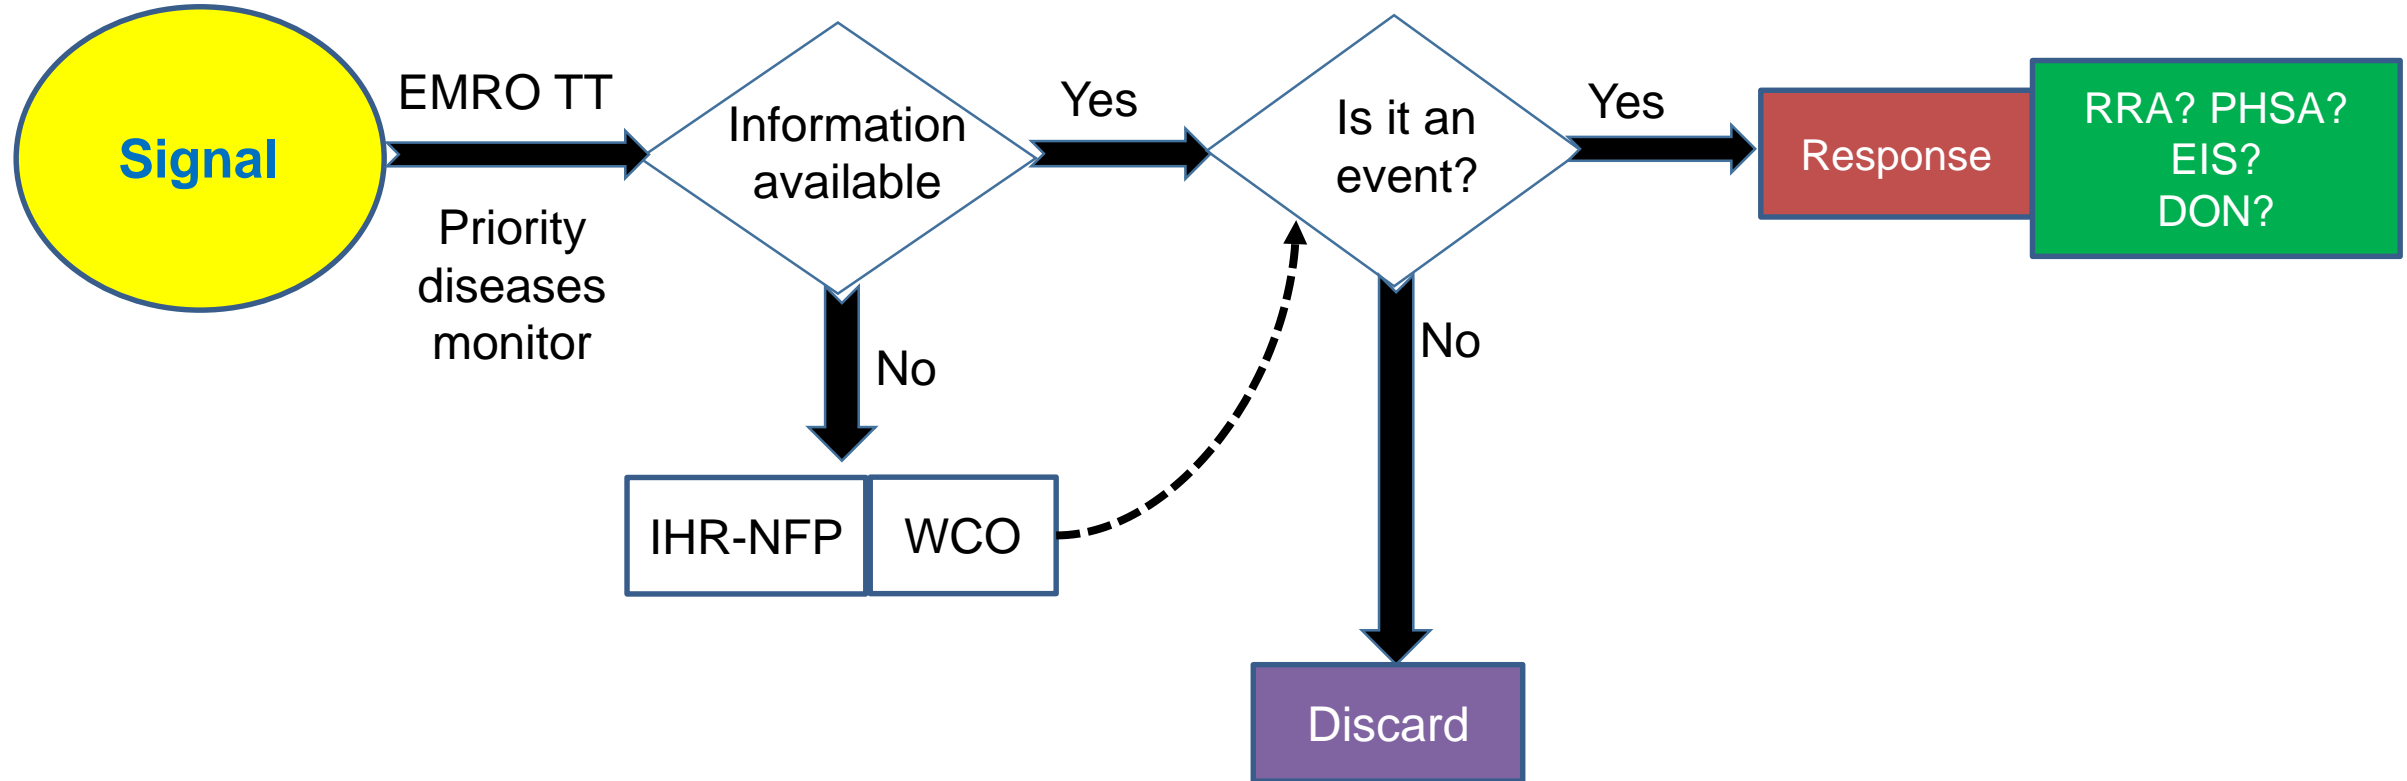 Signal
EMRO TT
Priority
diseases
monitor
Information
available
Yes
No
IHR-NFP
WCO
Is it an
event?
Yes
No
Discard
Response
RRA? PHSA?
EIS?
DON?